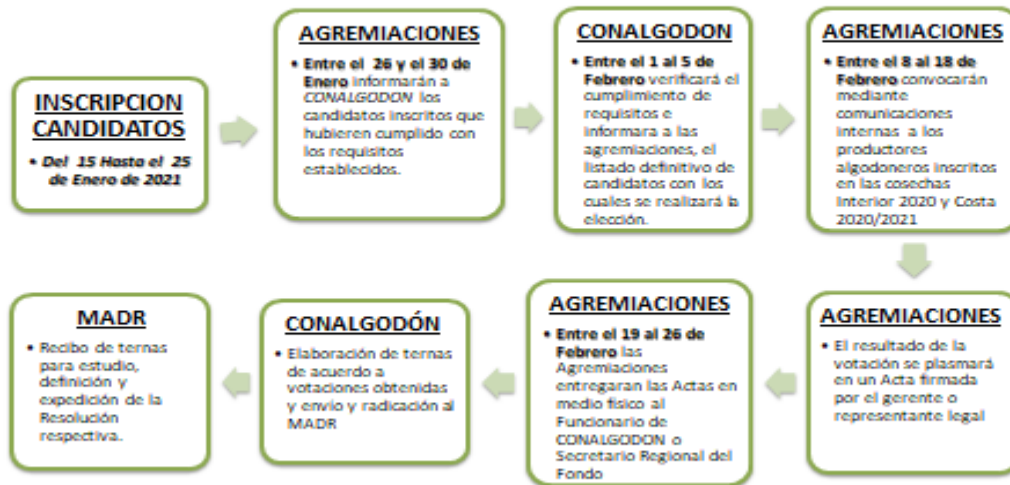 INSCRIPCION
CANDIDATOS
• Del 15 Hasta el 25
de Enero de 2021
AGREMIACIONES
• Entre el 26 y el 30 de
Enero informarán a
CONALGODON los
candidatos inscritos que
hubieren cumplido con
los requisitos
establecidos.
CONALGODON
• Entre el 1 al 5 de
Febrero verificará el
cumplimiento de
requisitos e
informara a las
agremiaciones, el
listado definitivo de
candidatos con los
cuales se realizará la
elección.
AGREMIACIONES
• Entre el 8 al 18 de
Febrero convocarán
mediante
comunicaciones
internas a los
productores
algodoneros inscritos
en las cosechas
Interior 2020 y Costa
2020/2021
AGREMIACIONES
• El resultado de la
votación se plasmará
en un Acta firmada
por el gerente o
representante legal
AGREMIACIONES
• Entre el 19 al 26 de
Febrero las
Agremiaciones
entregaran las Actas en
medio físico al
Funcionario de
CONALGODON o
Secretario Regional del
Fondo
CONALGODÓN
• Elaboración de ternas
de acuerdo a
votaciones obtenidas
y envío y radicación al
MADR
MADR
• Recibo de ternas
para estudio,
definición y
expedición de la
Resolución
respectiva.